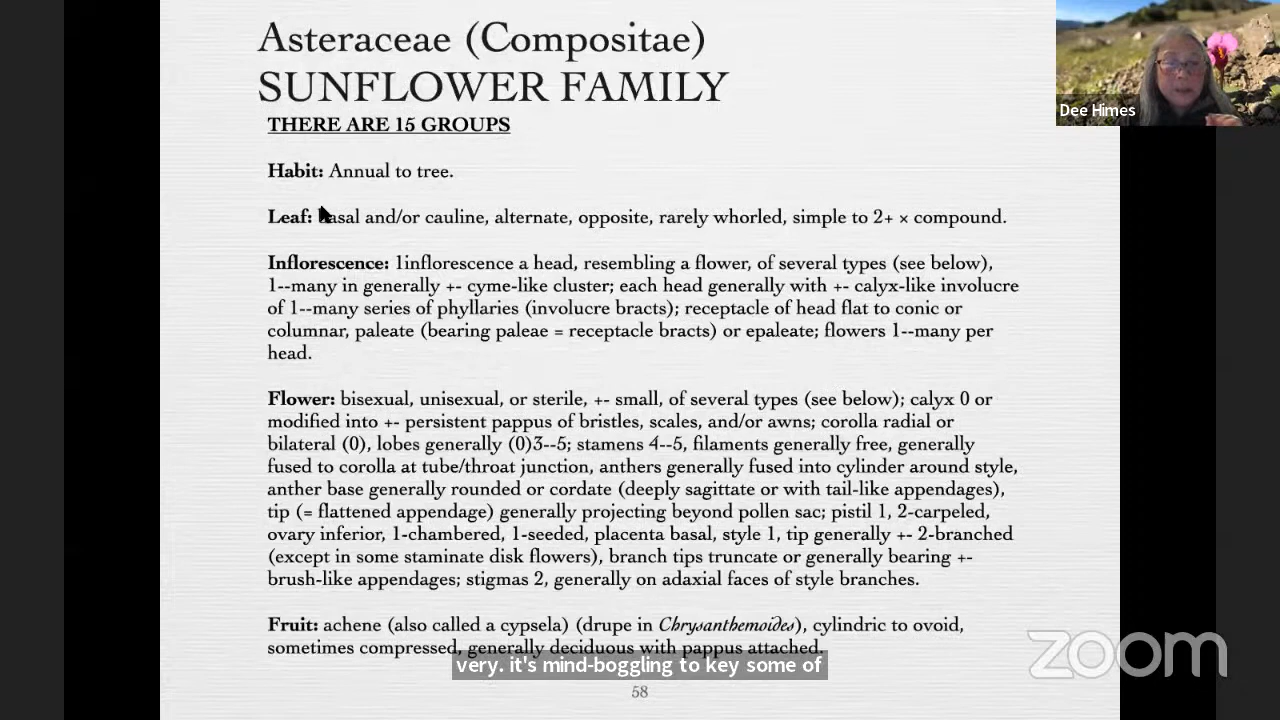 Asteraceae (Compositae)
SUNFLOWER FAMILY
THERE ARE 15 GROUPS
Habit: Annual to tree.
Leaf: basal and/or cauline, alternate, opposite, rarely whorled, simple to 2+ × compound.
Inflorescence: 1inflorescence a head, resembling a flower, of several types (see below),
1--many in generally +- cyme-like cluster; each head generally with +- calyx-like involucre
of 1--many series of phyllaries (involucre bracts); receptacle of head flat to conic or
columnar, paleate (bearing paleae = receptacle bracts) or epaleate; flowers 1--many per
head.
Flower: bisexual, unisexual, or sterile, +- small, of several types (see below); calyx 0 or
modified into +- persistent pappus of bristles, scales, and/or awns; corolla radial or
bilateral (0), lobes generally (0)3--5; stamens 4--5, filaments generally free, generally
fused to corolla at tube/throat junction, anthers generally fused into cylinder around style,
anther base generally rounded or cordate (deeply sagittate or with tail-like appendages),
tip (= flattened appendage) generally projecting beyond pollen sac; pistil 1, 2-carpeled,
ovary inferior, 1-chambered, 1-seeded, placenta basal, style 1, tip generally +- 2-branched
(except in some staminate disk flowers), branch tips truncate or generally bearing +-
brush-like appendages; stigmas 2, generally on adaxial faces of style branches.
Fruit: achene (also called a cypsela) (drupe in Chrysanthemoides), cylindric to ovoid,
sometimes compressed, generally deciduous with pappus attached.
very. it's mind-boggling to key some of
58
Dee Himes
zoom